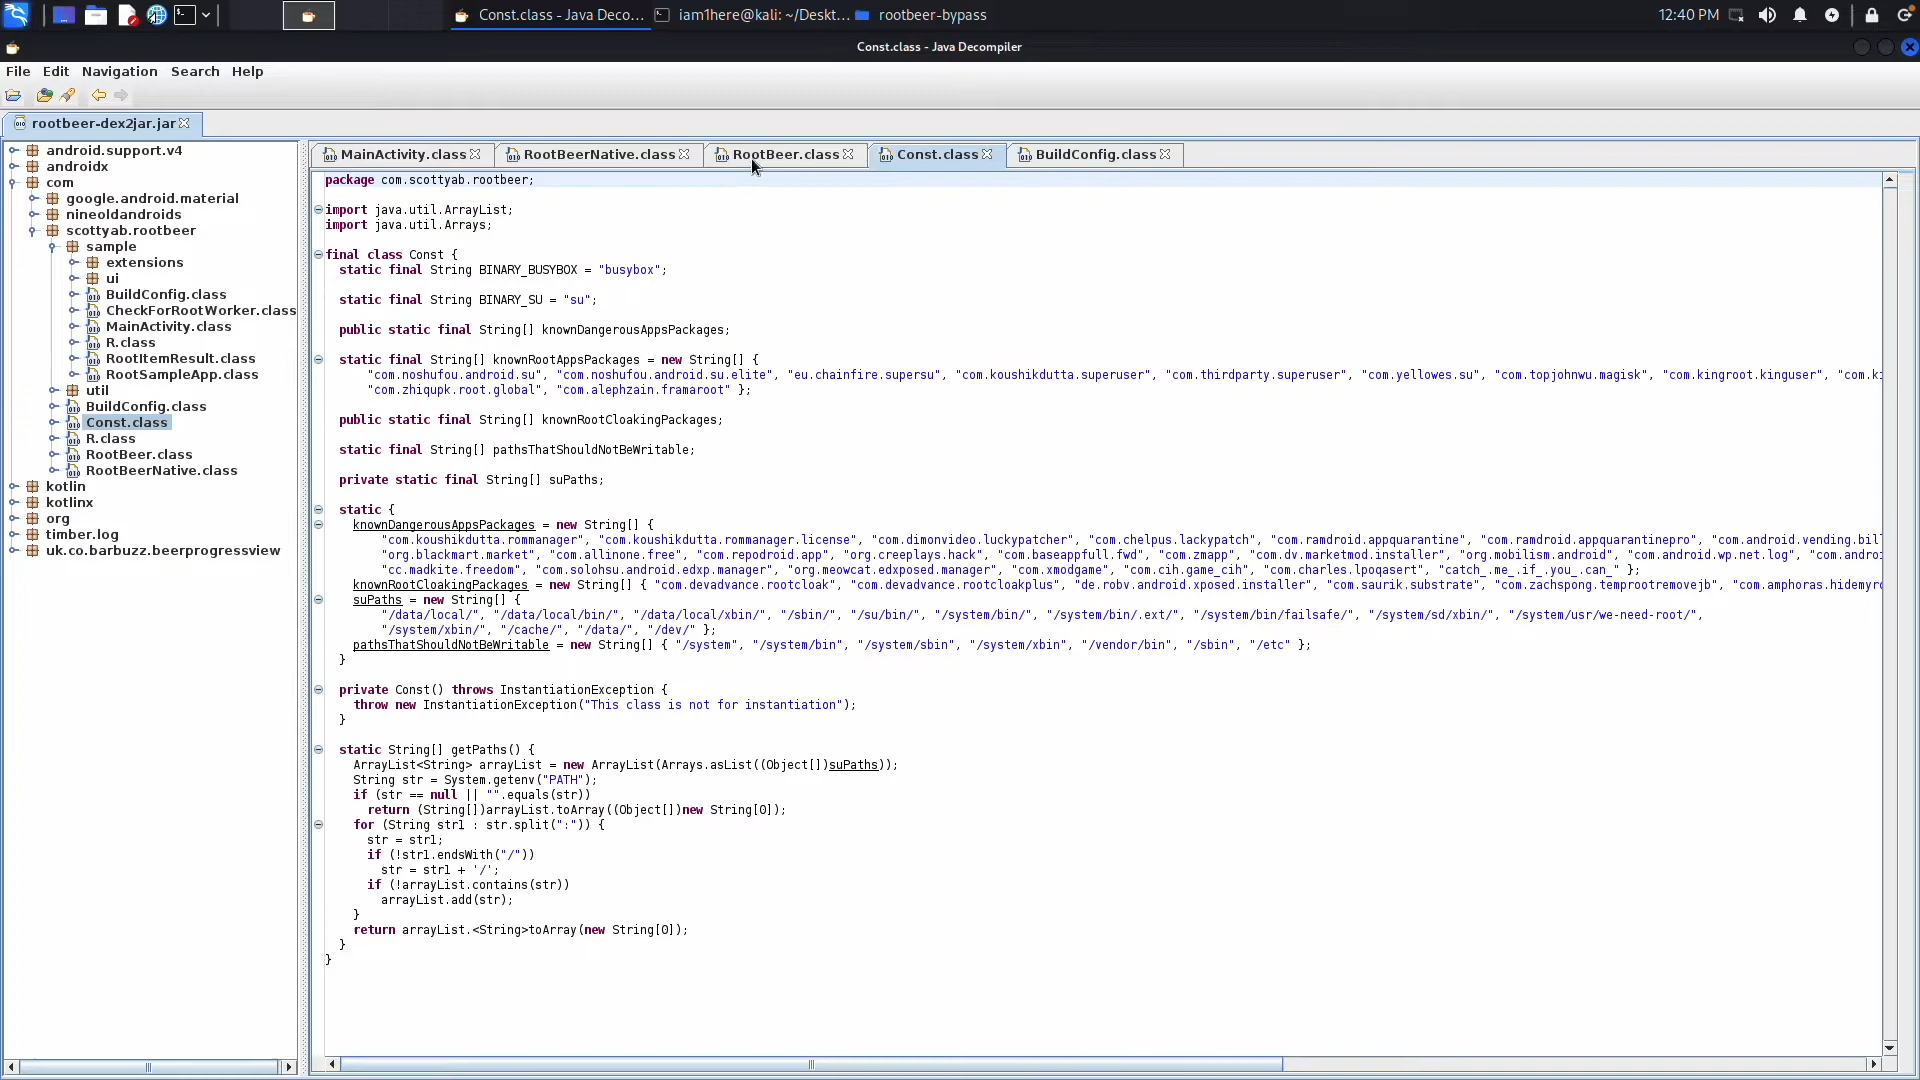 Const.class - Java Deco...
iam1here@kali: ~/Deskt...
rootbeer-bypass
12:40 PM
Const.class - Java Decompiler
File Edit Navigation Search Help
rootbeer-dex2jar.jar
android.support.v4
androidx
com
google.android.material
nineoldandroids
scottyab.rootbeer
sample
extensions
ui
BuildConfig.class
CheckForRootWorker.class
MainActivity.class
R.class
RootItemResult.class
RootSampleApp.class
util
BuildConfig.class
Const.class
R.class
RootBeer.class
RootBeerNative.class
kotlin
kotlinx
org
timber.log
uk.co.barbuzz.beerprogressview
MainActivity.class RootBeerNative.class RootBeer.class Const.class BuildConfig.class
package com.scottyab.rootbeer;
import java.util.ArrayList;
import java.util.Arrays;
final class Const {
static final String BINARY_BUSYBOX = "busybox";
static final String BINARY_SU = "su";
public static final String[] knownDangerousAppsPackages;
static final String[] knownRootAppsPackages = new String[] {
"com.noshufou.android.su", "com.noshufou.android.su.elite", "eu.chainfire.supersu", "com.koushikdutta.superuser", "com.thirdparty.superuser", "com.yellowes.su", "com.topjohnwu.magisk", "com.kingroot.kinguser", "com.ki
"com.zhiqupk.root.global", "com.alephzain.framaroot" };
public static final String[] knownRootCloakingPackages;
static final String[] pathsThatShouldNotBeWritable;
private static final String[] suPaths;
static {
knownDangerousAppsPackages = new String[] {
"com.koushikdutta.rommanager", "com.koushikdutta.rommanager.license", "com.dimonvideo.luckypatcher", "com.chelpus.lackypatch", "com.ramdroid.appquarantine", "com.ramdroid.appquarantinepro", "com.android.vending.bil
"org.blackmart.market", "com.allinone.free", "com.repodroid.app", "org.creeplays.hack", "com.baseappfull.fwd", "com.zmapp", "com.dv.marketmod.installer", "org.mobilism.android", "com.android.wp.net.log", "com.andro
"cc.madkite.freedom", "com.solohsu.android.edxp.manager", "org.meowcat.edxposed.manager", "com.xmodgame", "com.cih.game_cih", "com.charles.lpoqasert", "catch_.me_.if_.you_.can_" };
knownRootCloakingPackages = new String[] { "com.devadvance.rootcloak", "com.devadvance.rootcloakplus", "de.robv.android.xposed.installer", "com.saurik.substrate", "com.zachspong.temprootremovejb", "com.amphoras.hidemyro
suPaths = new String[] {
"/data/local/", "/data/local/bin/", "/data/local/xbin/", "/sbin/", "/su/bin/", "/system/bin/", "/system/bin/.ext/", "/system/bin/failsafe/", "/system/sd/xbin/", "/system/usr/we-need-root/",
"/system/xbin/", "/cache/", "/data/", "/dev/" };
pathsThatShouldNotBeWritable = new String[] { "/system", "/system/bin", "/system/sbin", "/system/xbin", "/vendor/bin", "/sbin", "/etc" };
}
private Const() throws InstantiationException {
throw new InstantiationException("This class is not for instantiation");
}
static String[] getPaths() {
ArrayList<String> arrayList = new ArrayList(Arrays.asList((Object[])suPaths));
String str = System.getenv("PATH");
if (str == null || "".equals(str))
return (String[])arrayList.toArray((Object[])new String[0]);
for (String str1 : str.split(":")) {
str = str1;
if (!str1.endsWith("/"))
str = str1 + '/';
if (!arrayList.contains(str))
arrayList.add(str);
}
return arrayList.<String>toArray(new String[0]);
}
}